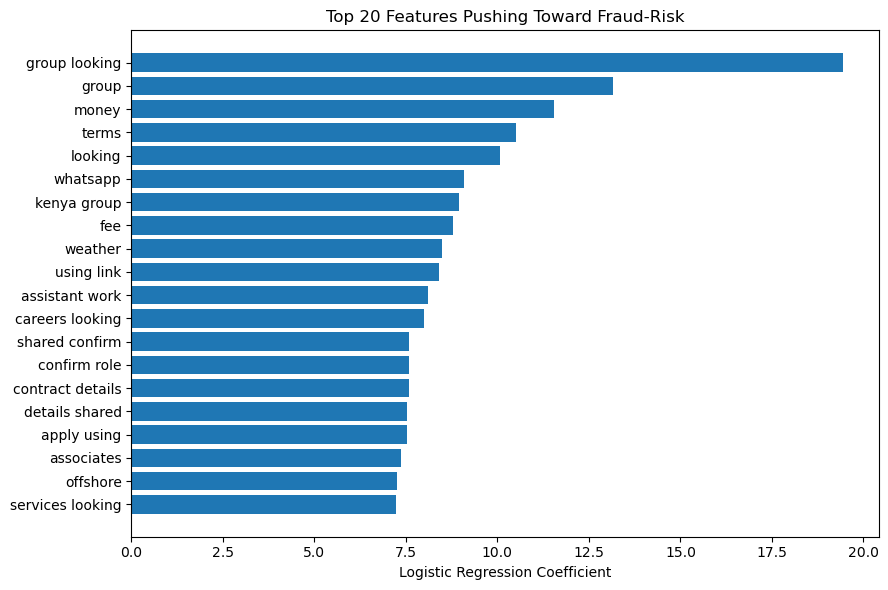 Top 20 Features Pushing Toward Fraud-Risk
group looking
group
money
terms
looking
whatsapp
kenya group
fee
weather
using link
assistant work
careers looking
shared confirm
confirm role
contract details
details shared
apply using
associates
offshore
services looking
0.0 2.5 5.0 7.5 10.0 12.5 15.0 17.5 20.0
Logistic Regression Coefficient